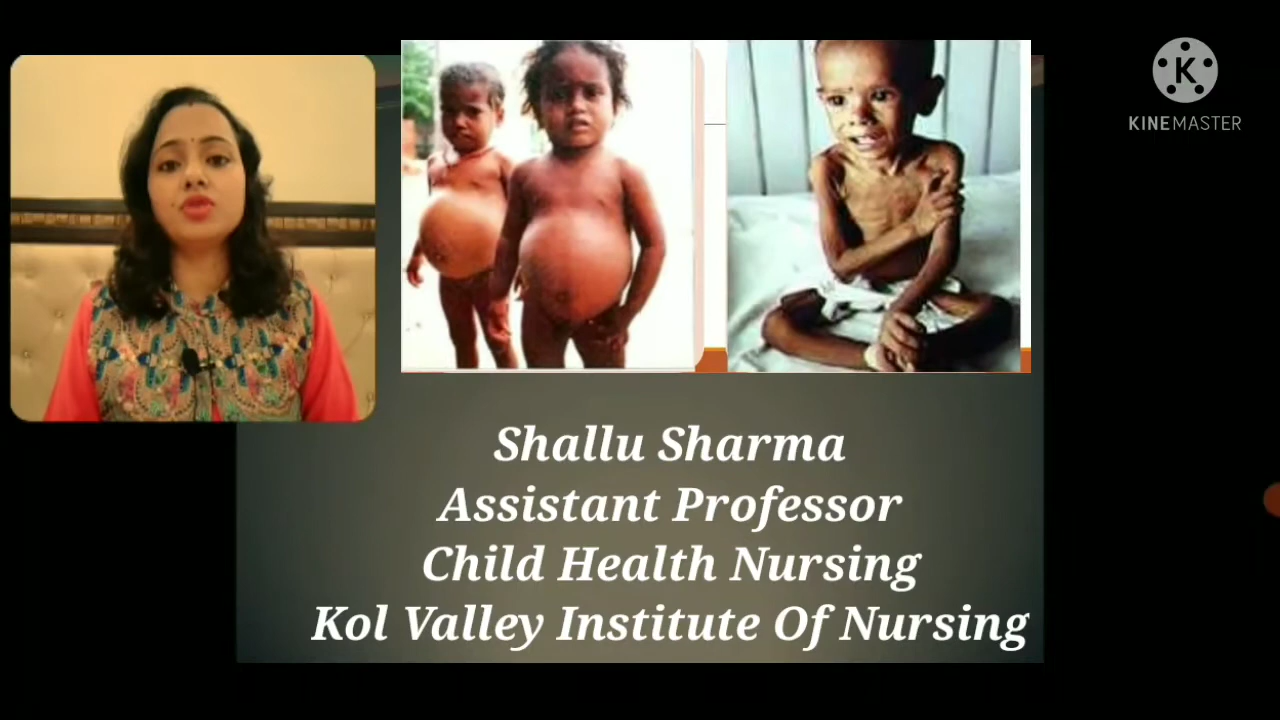 KINEMASTER
Shallu Sharma
Assistant Professor
Child Health Nursing
Kol Valley Institute Of Nursing